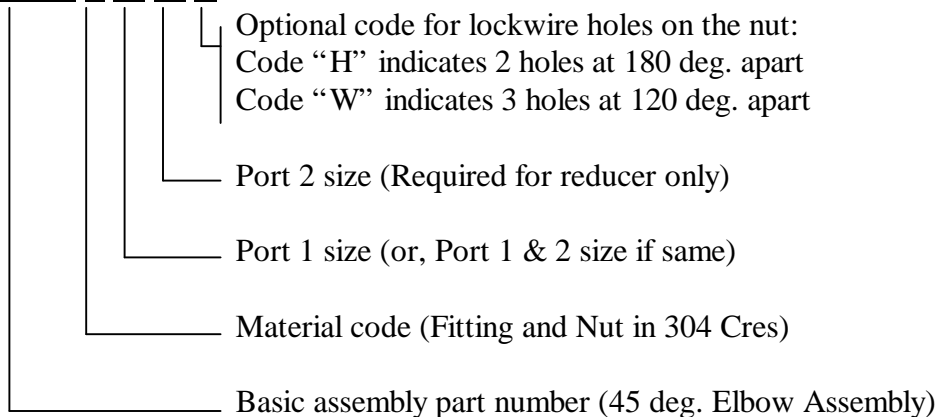 Optional code for lockwire holes on the nut:
Code “H” indicates 2 holes at 180 deg. apart
Code “W” indicates 3 holes at 120 deg. apart
Port 2 size (Required for reducer only)
Port 1 size (or, Port 1 & 2 size if same)
Material code (Fitting and Nut in 304 Cres)
Basic assembly part number (45 deg. Elbow Assembly)